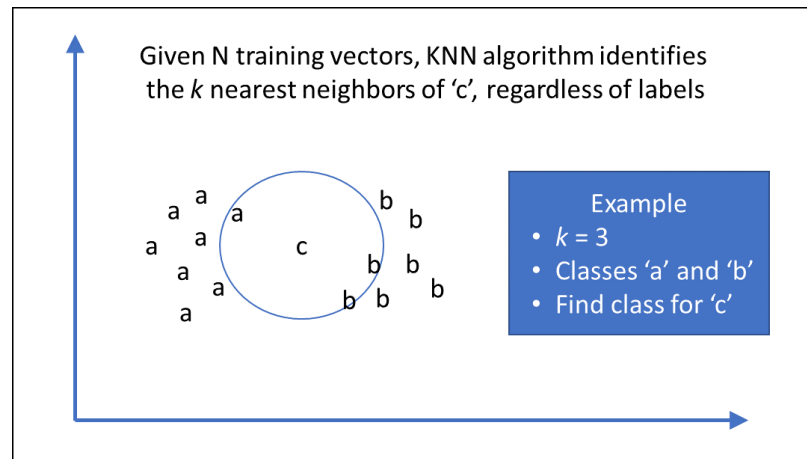 Given N training vectors, KNN algorithm identifies
the k nearest neighbors of ‘c’, regardless of labels
a
a
a
a
a
a
a
a
c
b
b
b
b
b
b
b
b
Example
• k = 3
• Classes ‘a’ and ‘b’
• Find class for ‘c’